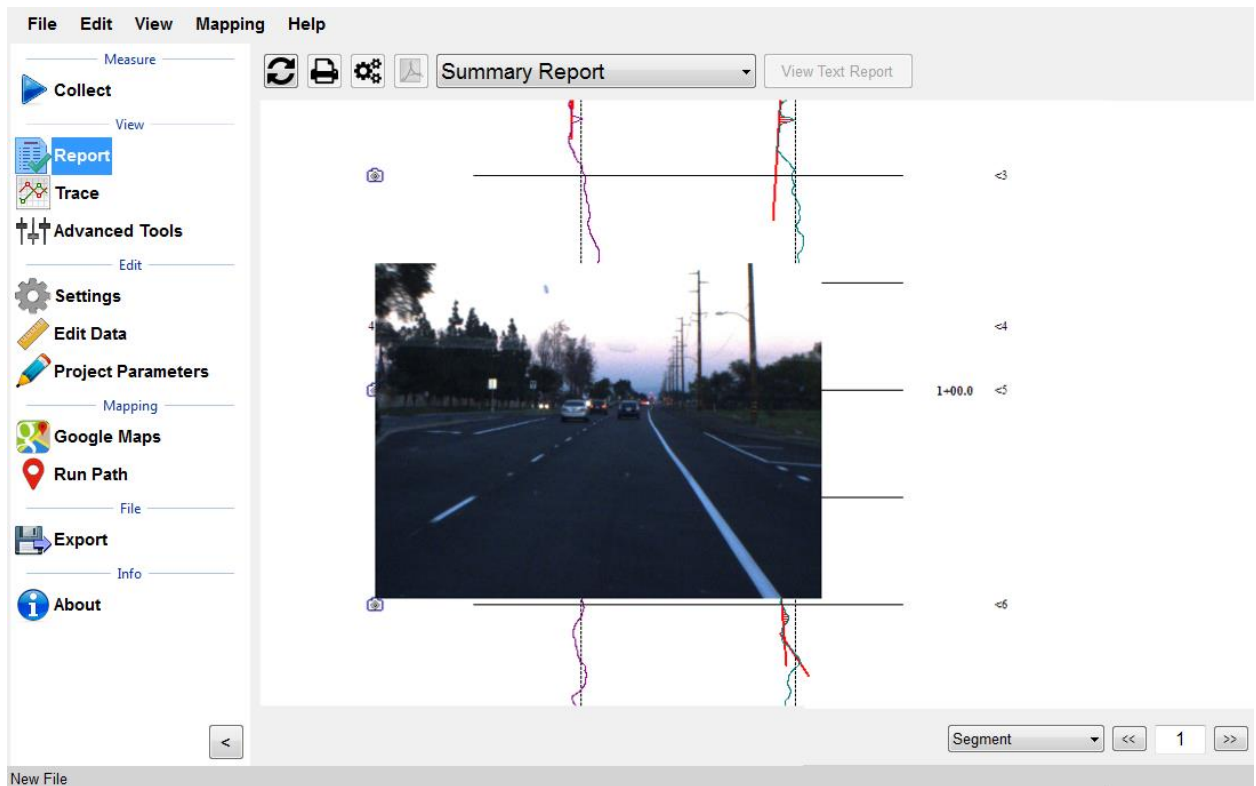 File Edit View Mapping Help
Measure
Collect
View
Report
Trace
Advanced Tools
Edit
Settings
Edit Data
Project Parameters
Mapping
Google Maps
Run Path
File
Export
Info
About
<
New File
Summary Report
View Text Report
<3
4
<4
1+00.0 <5
<6
Segment << 1 >>